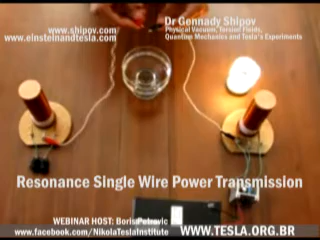 www.shipov.com/
www.einsteinandtesla.com/
Dr Gennady Shipov
Physical Vacuum, Torsion Fields,
Quantum Mechanics and Tesla's Experiments
Resonance Single Wire Power Transmission
WEBINAR HOST: Boris Petrovic
www.facebook.com/NikolaTeslaInstitute
WWW.TESLA.ORG.BR